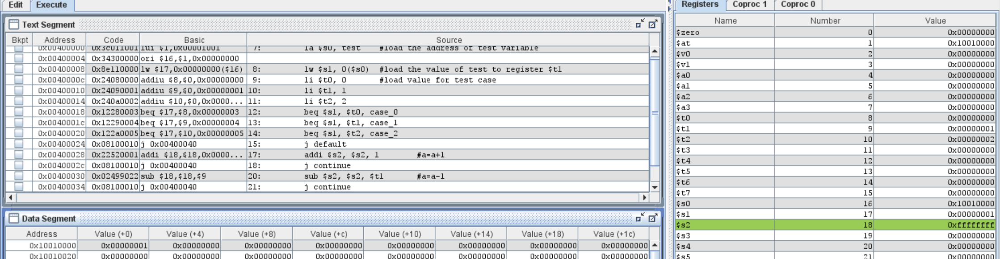 Edit Execute
Text Segment
Bkpt Address Code Basic Source
0x00400000 0x3c011001 lui $1,0x00001001 7: la $s0, test #load the address of test variable
0x00400004 0x34300000 ori $16,$1,0x00000000
0x00400008 0x8e110000 lw $17,0x00000000($16) 8: lw $s1, 0($s0) #load the value of test to register $t1
0x0040000c 0x24080000 addiu $8,$0,0x00000000 9: li $t0, 0 #load value for test case
0x00400010 0x24090001 addiu $9,$0,0x00000001 10: li $t1, 1
0x00400014 0x240a0002 addiu $10,$0,0x0000... 11: li $t2, 2
0x00400018 0x12280003 beq $17,$8,0x00000003 12: beq $s1, $t0, case_0
0x0040001c 0x12290004 beq $17,$9,0x00000004 13: beq $s1, $t1, case_1
0x00400020 0x122a0005 beq $17,$10,0x00000005 14: beq $s1, $t2, case_2
0x00400024 0x08100010 j 0x00400040 15: j default
0x00400028 0x22520001 addi $18,$18,0x0000... 17: addi $s2, $s2, 1 #a=a+1
0x0040002c 0x08100010 j 0x00400040 18: j continue
0x00400030 0x02499022 sub $18,$18,$9 20: sub $s2, $s2, $t1 #a=a-1
0x00400034 0x08100010 j 0x00400040 21: j continue
Data Segment
Address Value (+0) Value (+4) Value (+8) Value (+c) Value (+10) Value (+14) Value (+18) Value (+1c)
0x10010000 0x00000001 0x00000000 0x00000000 0x00000000 0x00000000 0x00000000 0x00000000 0x00000000
0x10010020 0x00000000 0x00000000 0x00000000 0x00000000 0x00000000 0x00000000 0x00000000 0x00000000
Registers Coproc 1 Coproc 0
Name Number Value
$zero 0 0x00000000
$at 1 0x10010000
$v0 2 0x00000000
$v1 3 0x00000000
$a0 4 0x00000000
$a1 5 0x00000000
$a2 6 0x00000000
$a3 7 0x00000000
$t0 8 0x00000000
$t1 9 0x00000001
$t2 10 0x00000002
$t3 11 0x00000000
$t4 12 0x00000000
$t5 13 0x00000000
$t6 14 0x00000000
$t7 15 0x00000000
$s0 16 0x10010000
$s1 17 0x00000001
$s2 18 0xffffffff
$s3 19 0x00000000
$s4 20 0x00000000
$s5 21 0x00000000